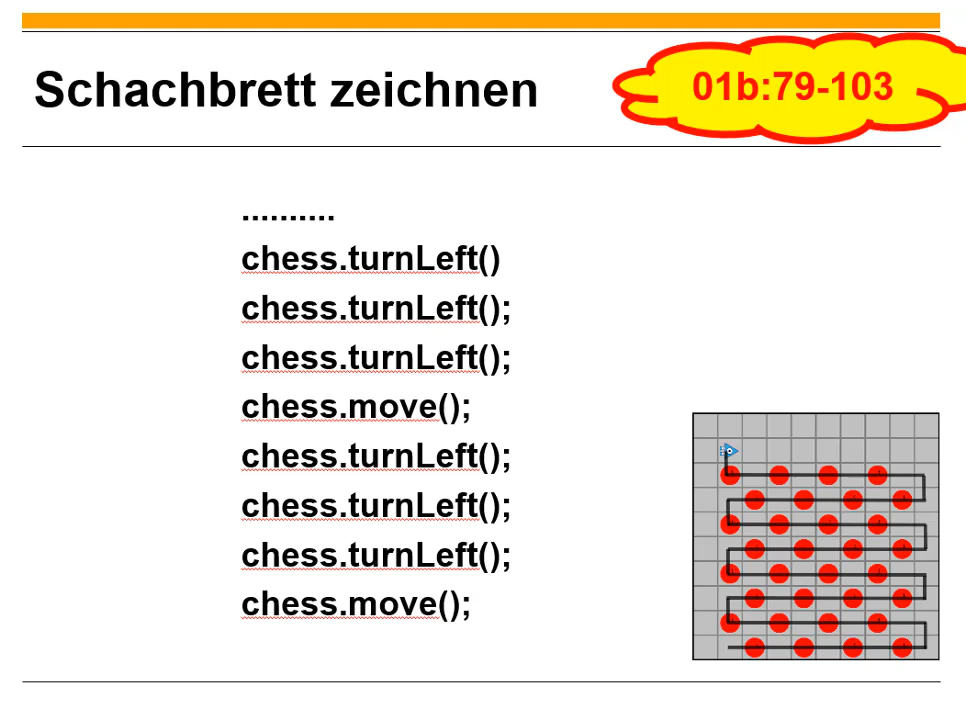 Schachbrett zeichnen
01b:79-103
..........
chess.turnLeft()
chess.turnLeft();
chess.turnLeft();
chess.move();
chess.turnLeft();
chess.turnLeft();
chess.turnLeft();
chess.move();